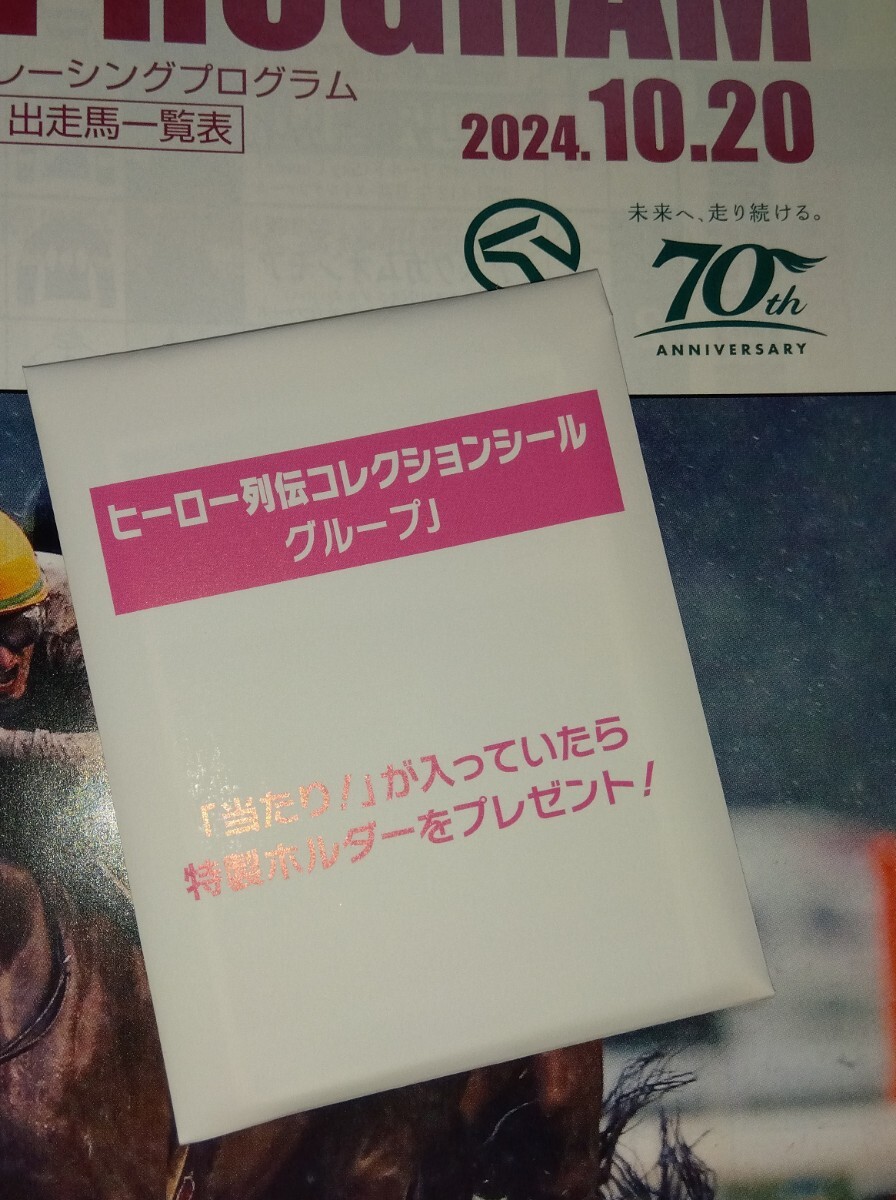 PROGRAM
レーシングプログラム
出走馬一覧表
2024.10.20
未来へ、走り続ける。
70th
ANNIVERSARY
ヒーロー列伝コレクションシール
グループJ
「当たり!」が入っていたら
特製ホルダーをプレゼント!